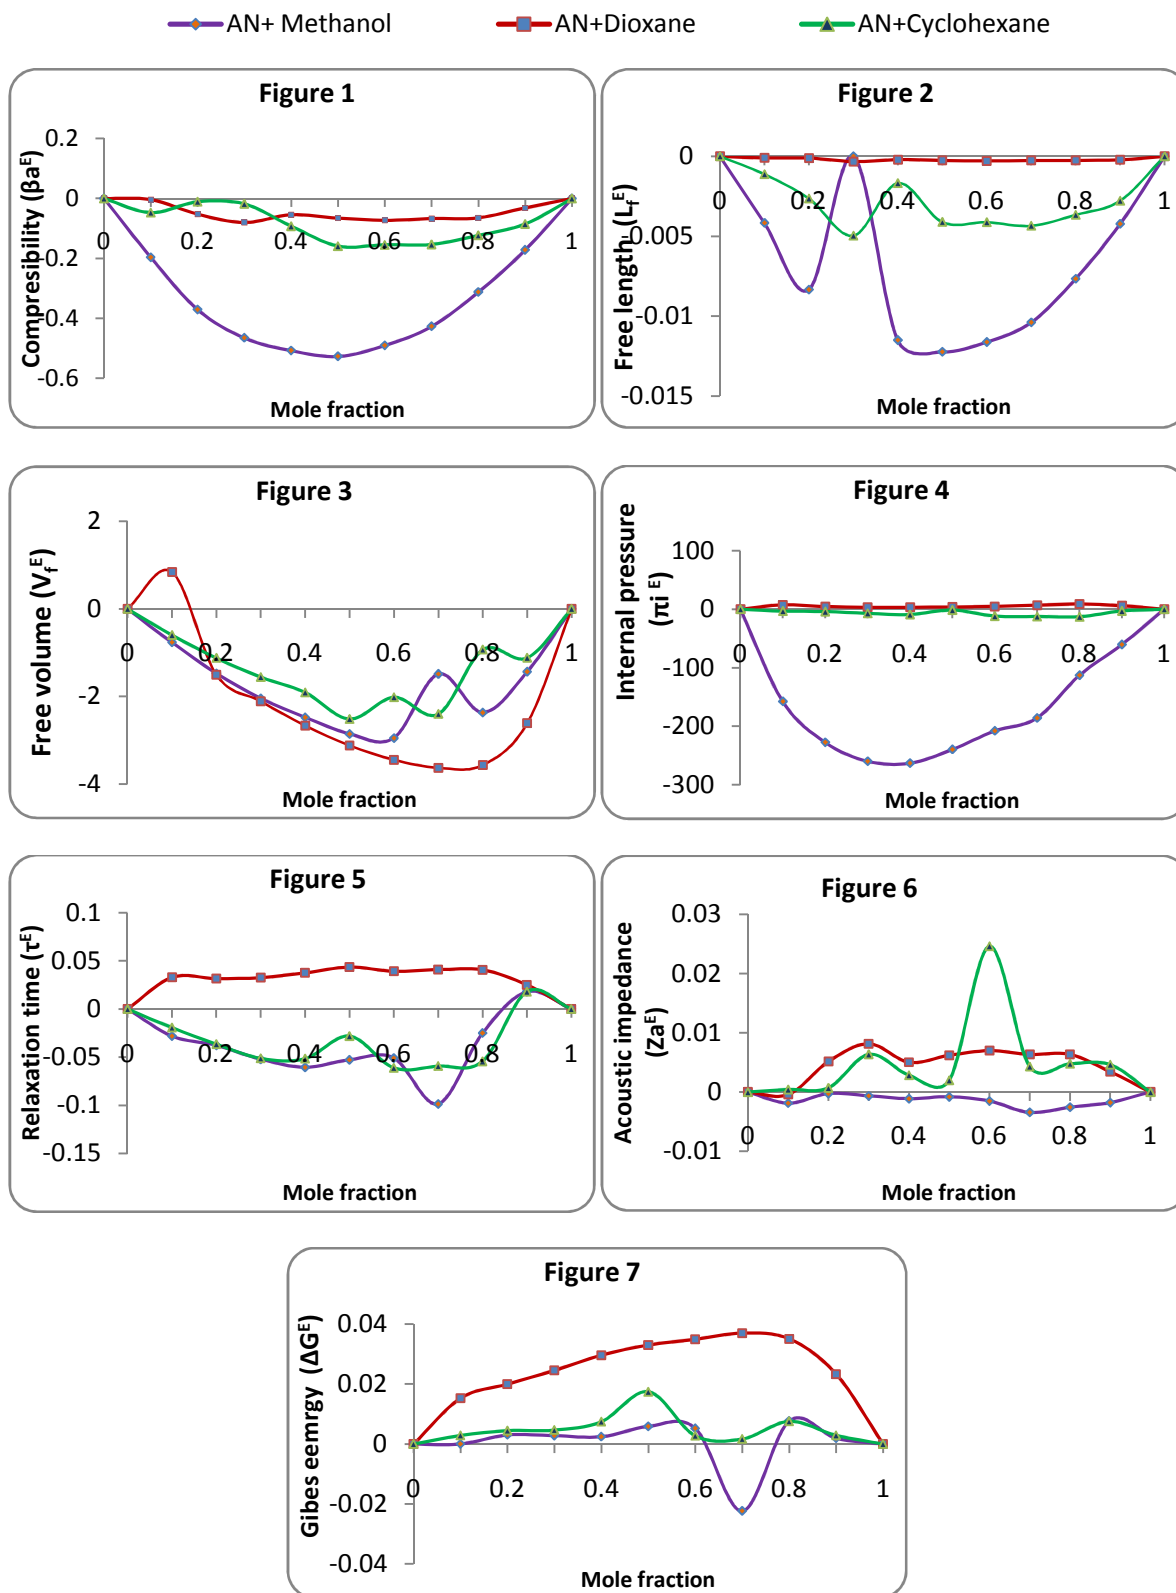 AN+ Methanol AN+Dioxane AN+Cyclohexane
Figure 1
Compresibility (βaᴱ)
0.2
0
-0.2
-0.4
-0.6
0 0.2 0.4 0.6 0.8 1
Mole fraction
Figure 2
Free length (L_fᴱ)
0
-0.005
-0.01
-0.015
0 0.2 0.4 0.6 0.8 1
Mole fraction
Figure 3
Free volume (V_fᴱ)
2
0
-2
-4
0 0.2 0.4 0.6 0.8 1
Mole fraction
Figure 4
Internal pressure
(πi ᴱ)
100
0
-100
-200
-300
0 0.2 0.4 0.6 0.8 1
Mole fraction
Figure 5
Relaxation time (τᴱ)
0.1
0.05
0
-0.05
-0.1
-0.15
0 0.2 0.4 0.6 0.8 1
Mole fraction
Figure 6
Acoustic impedance
(Zaᴱ)
0.03
0.02
0.01
0
-0.01
0 0.2 0.4 0.6 0.8 1
Mole fraction
Figure 7
Gibes eemrgy (ΔGᴱ)
0.04
0.02
0
-0.02
-0.04
0 0.2 0.4 0.6 0.8 1
Mole fraction